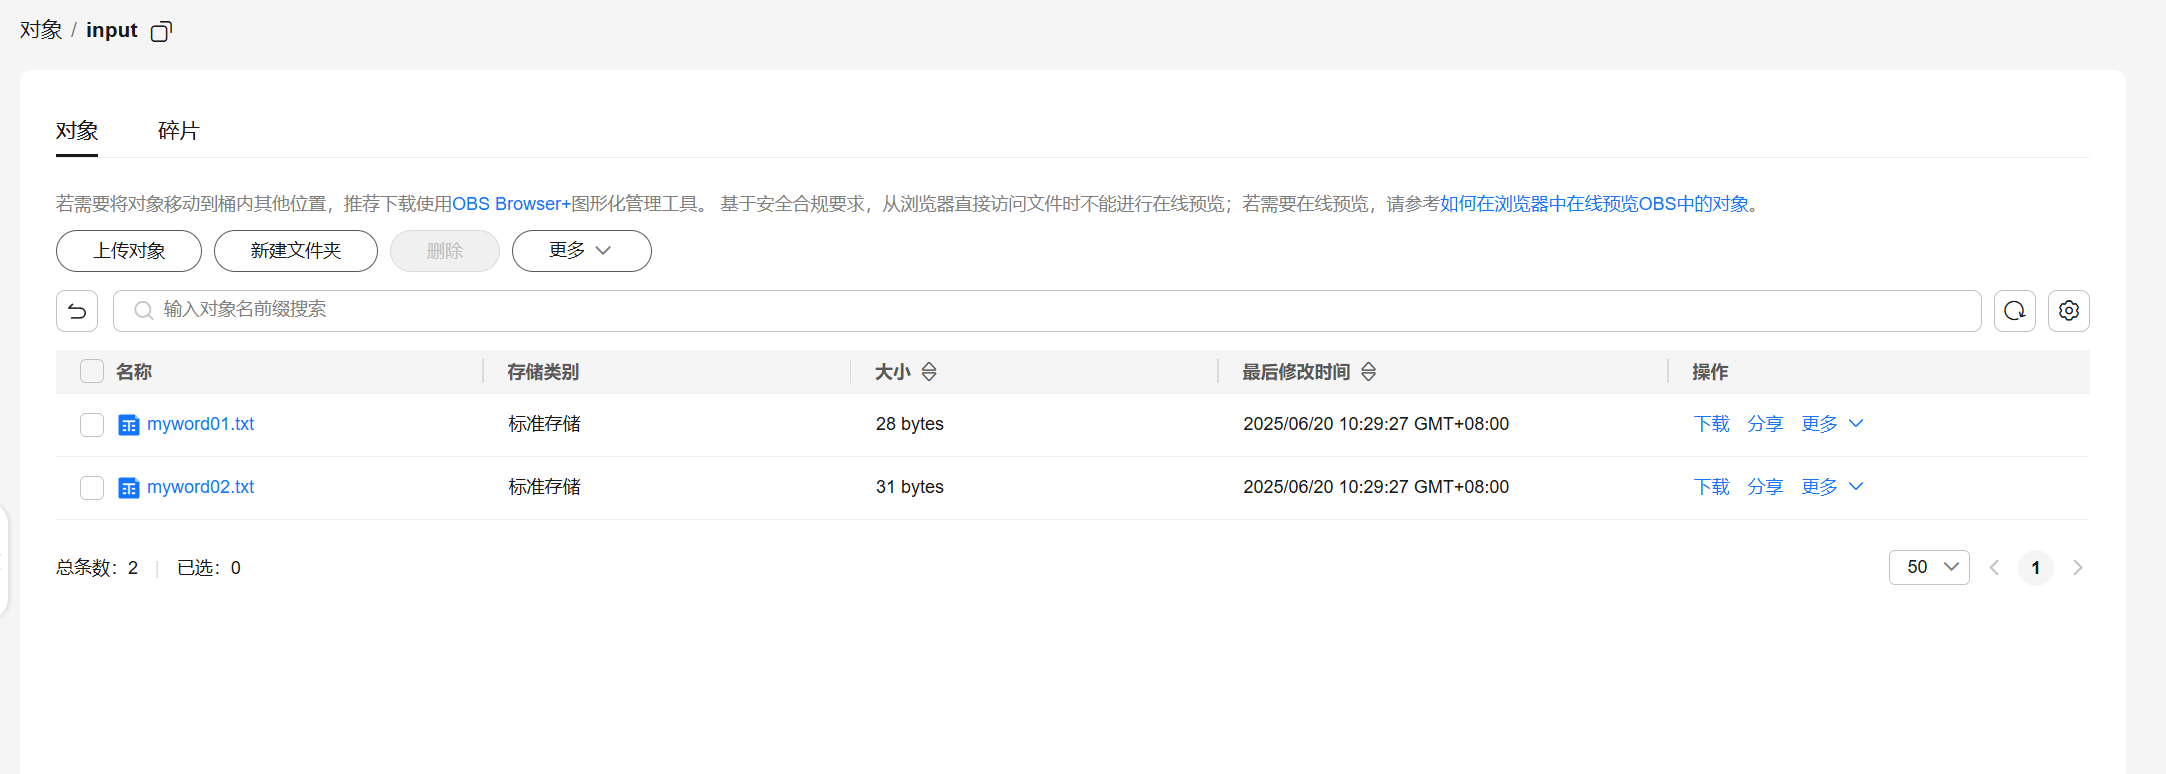 对象 / input
对象 碎片
若需要将对象移动到桶内其他位置，推荐下载使用OBS Browser+图形化管理工具。 基于安全合规要求，从浏览器直接访问文件时不能进行在线预览；若需要在线预览，请参考如何在浏览器中在线预览OBS中的对象。
上传对象 新建文件夹 删除 更多
输入对象名前缀搜索
名称 存储类别 大小 最后修改时间 操作
myword01.txt 标准存储 28 bytes 2025/06/20 10:29:27 GMT+08:00 下载 分享 更多
myword02.txt 标准存储 31 bytes 2025/06/20 10:29:27 GMT+08:00 下载 分享 更多
总条数：2 已选：0 50 1